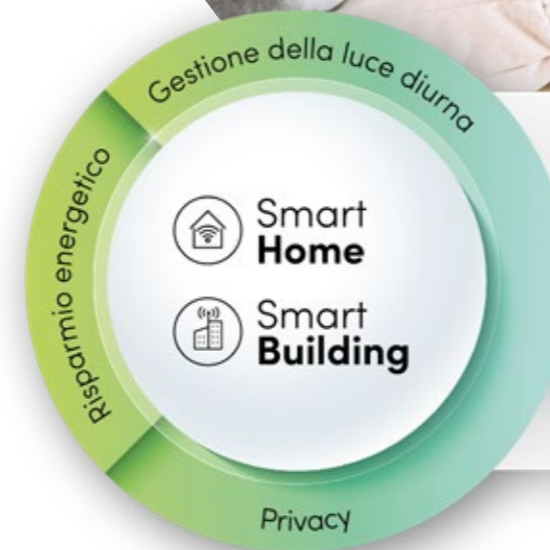 Gestione della luce diurna
Risparmio energetico
Smart
Home
Smart
Building
Privacy